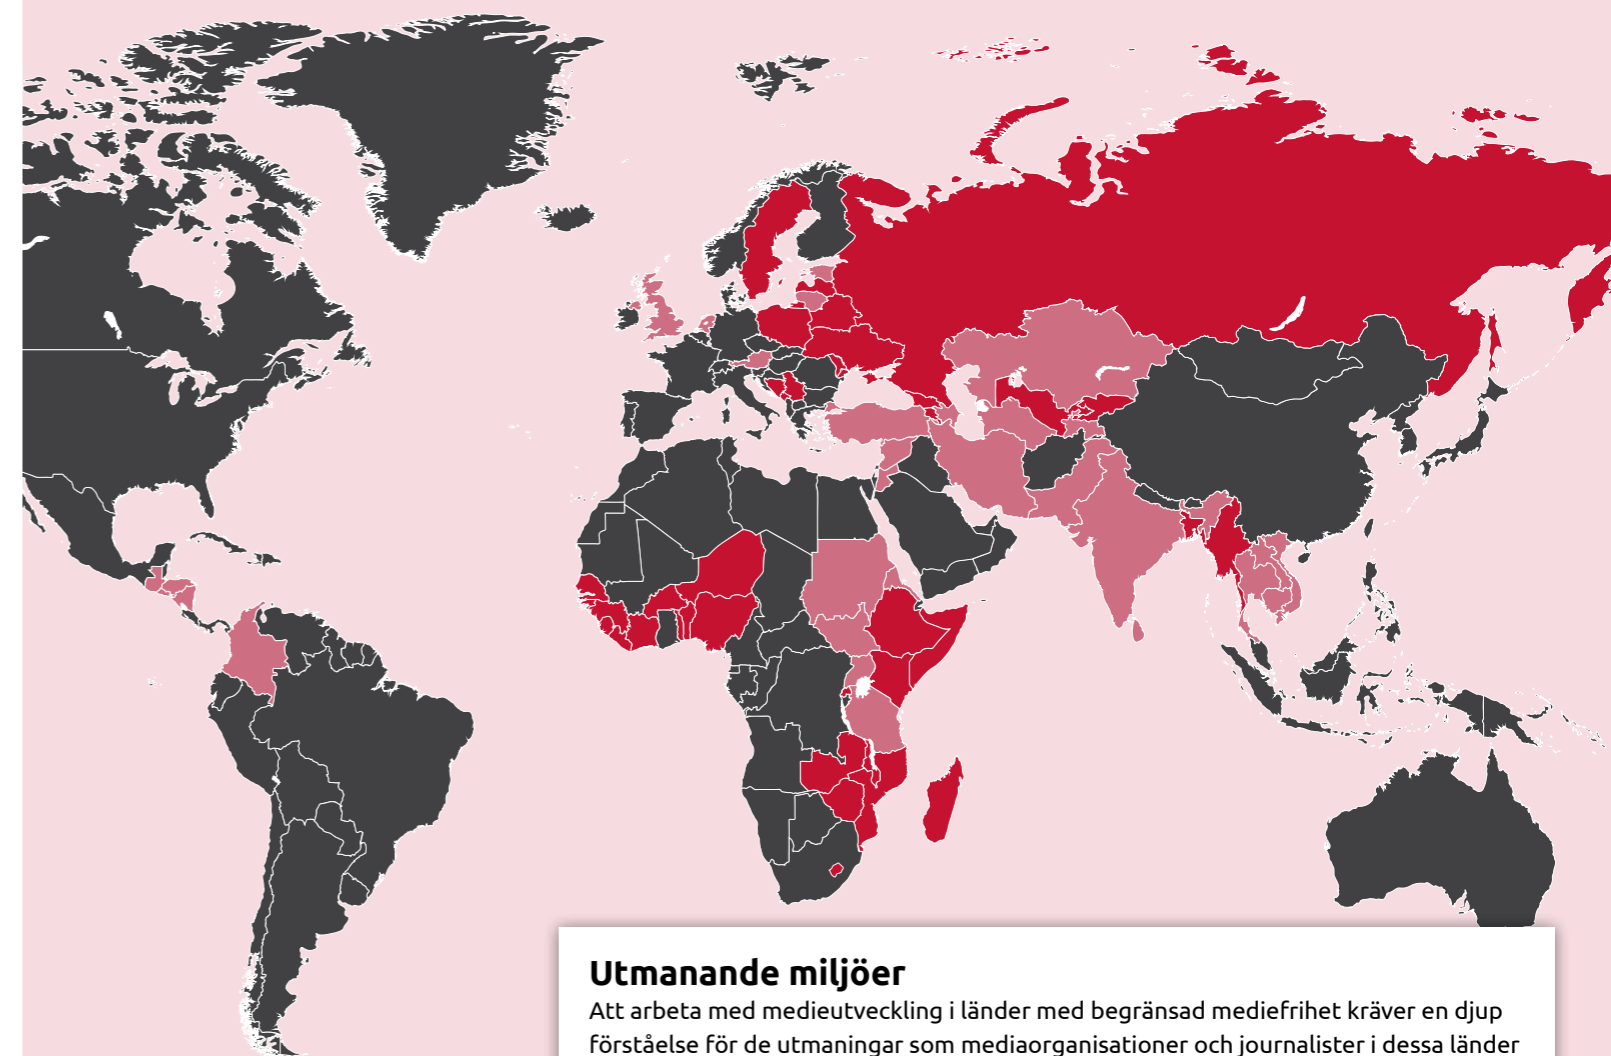 Utmanande miljöer
Att arbeta med medieutveckling i länder med begränsad mediefrihet kräver en djup
förståelse för de utmaningar som mediaorganisationer och journalister i dessa länder